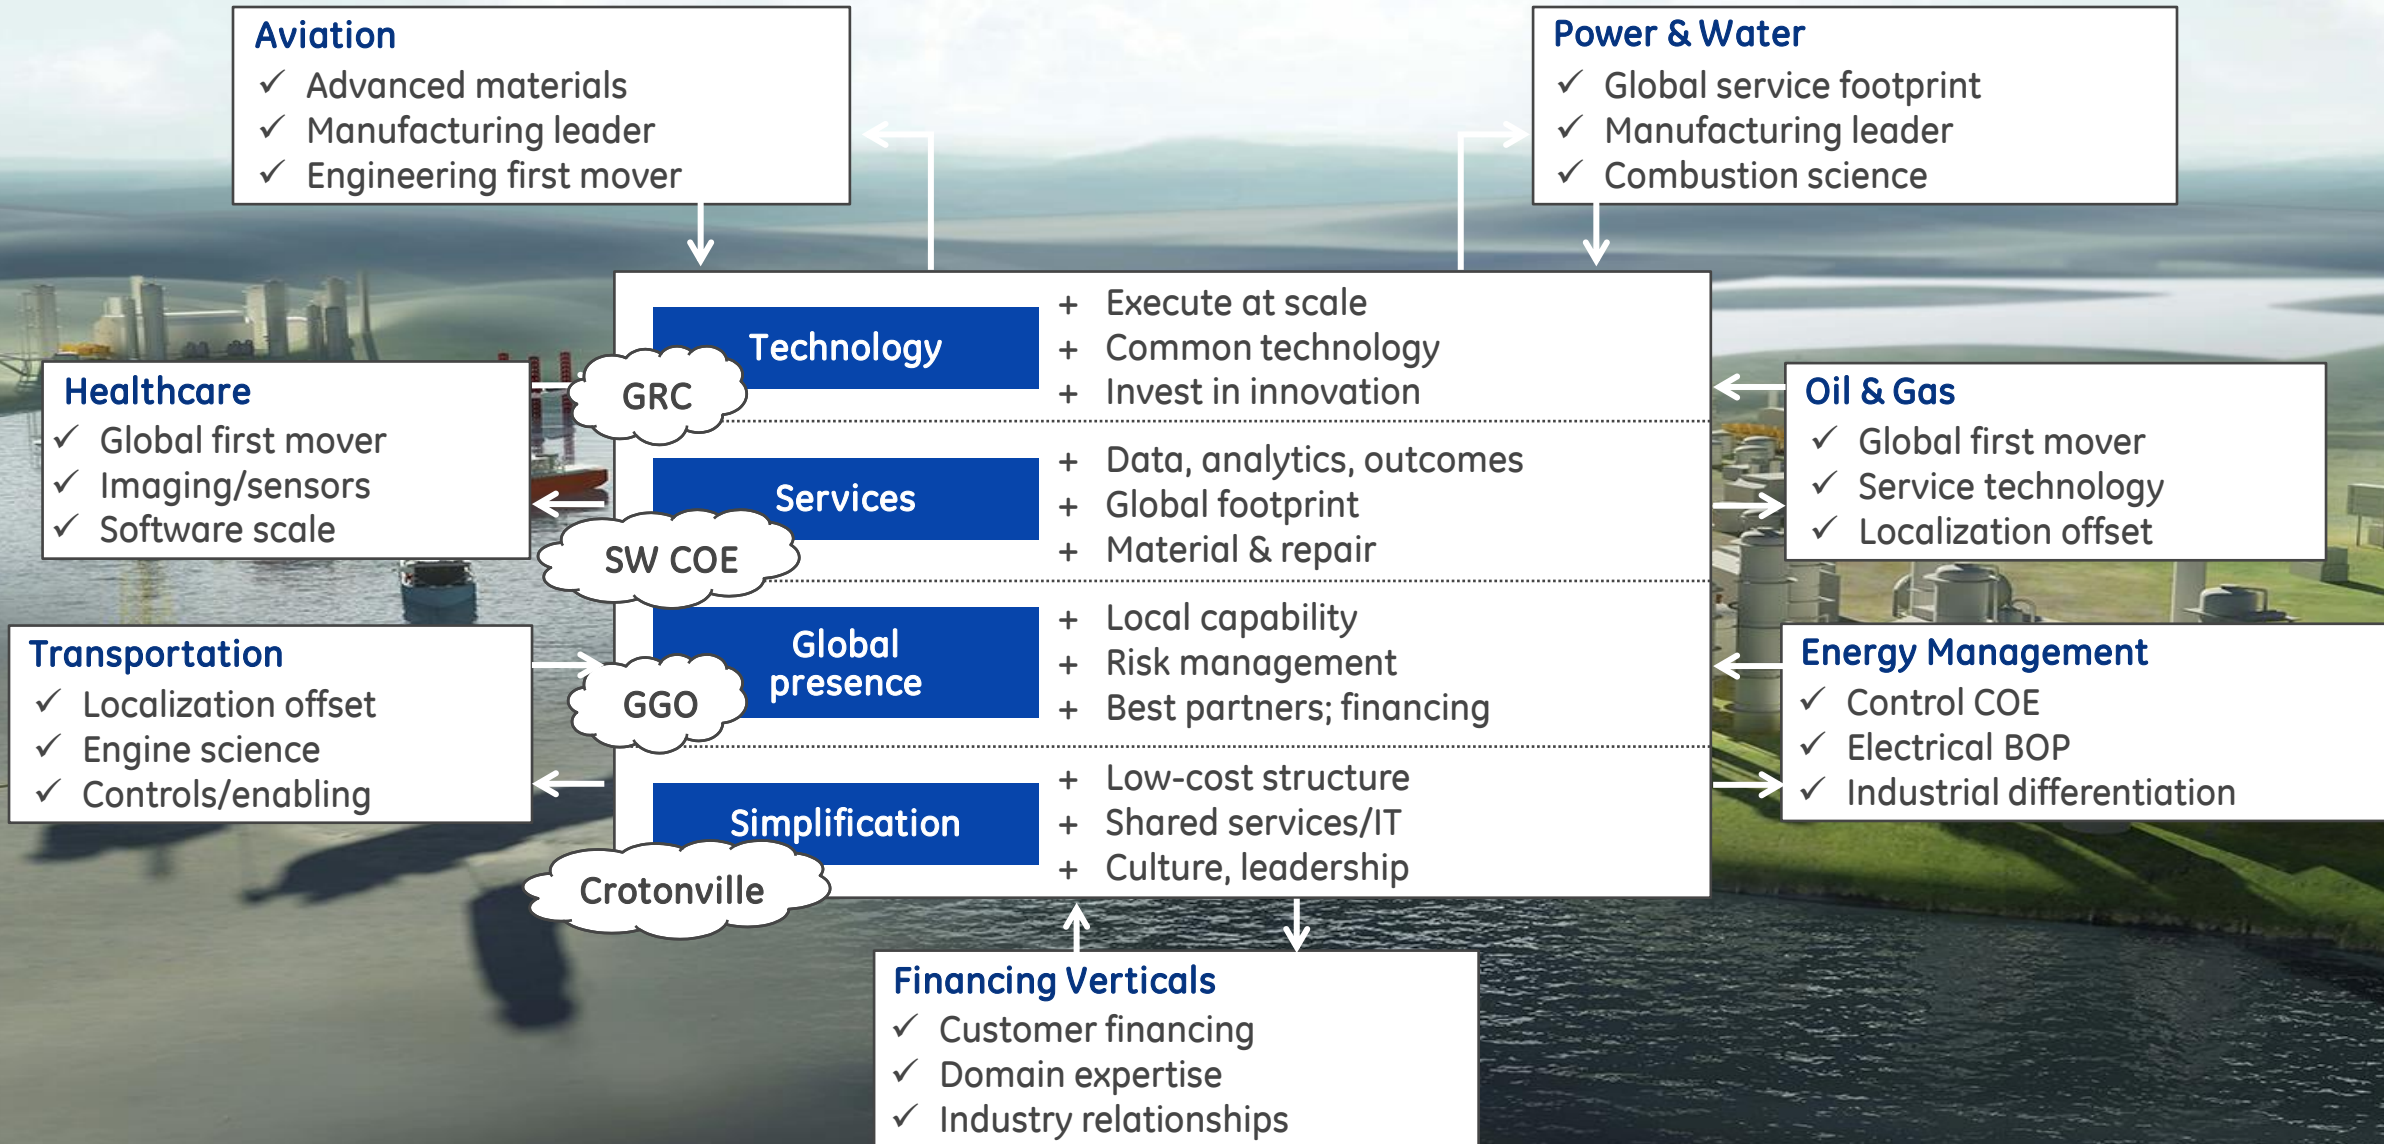 Aviation
✓ Advanced materials
✓ Manufacturing leader
✓ Engineering first mover
Power & Water
✓ Global service footprint
✓ Manufacturing leader
✓ Combustion science
Healthcare
✓ Global first mover
✓ Imaging/sensors
✓ Software scale
Transportation
✓ Localization offset
✓ Engine science
✓ Controls/enabling
Technology
GRC
+ Execute at scale
+ Common technology
+ Invest in innovation
Services
SW COE
+ Data, analytics, outcomes
+ Global footprint
+ Material & repair
Global
presence
GGO
+ Local capability
+ Risk management
+ Best partners; financing
Simplification
Crotonville
+ Low-cost structure
+ Shared services/IT
+ Culture, leadership
Oil & Gas
✓ Global first mover
✓ Service technology
✓ Localization offset
Energy Management
✓ Control COE
✓ Electrical BOP
✓ Industrial differentiation
Financing Verticals
✓ Customer financing
✓ Domain expertise
✓ Industry relationships